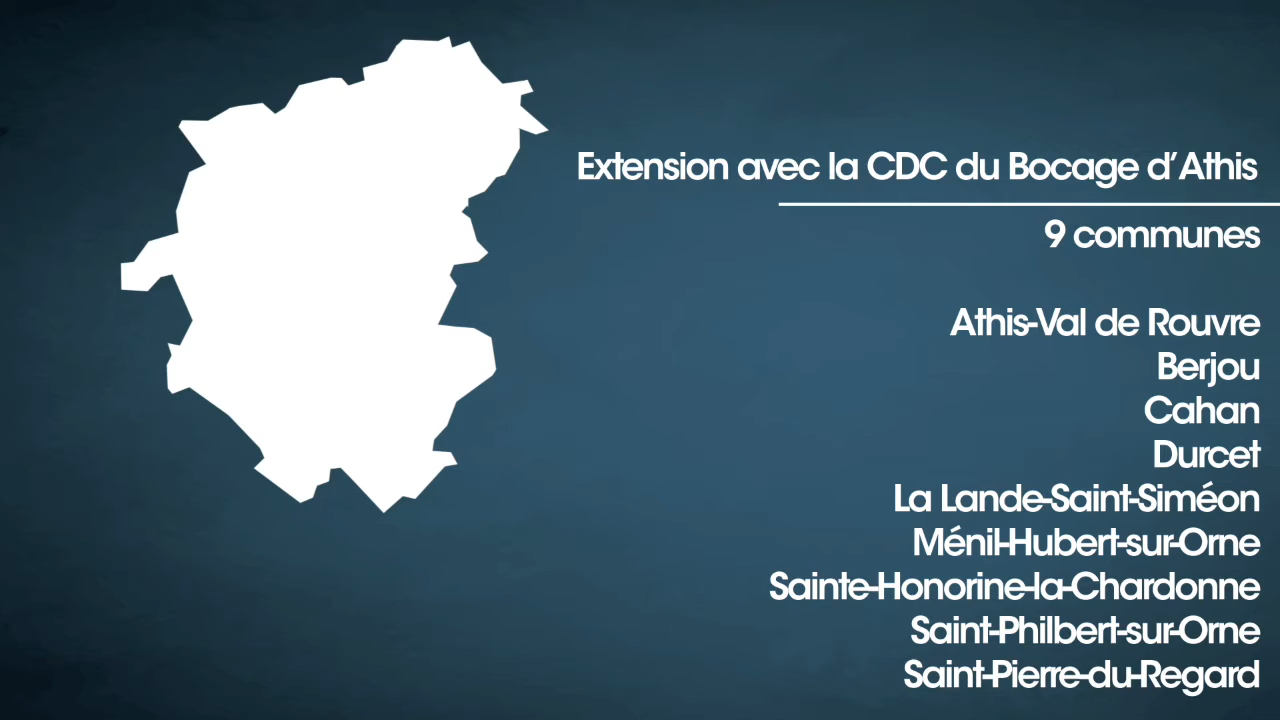 Extension avec la CDC du Bocage d'Athis
9 communes
Athis-Val de Rouvre
Berjou
Cahan
Durcet
La Lande-Saint-Siméon
Ménil-Hubert-sur-Orne
Sainte-Honorine-la-Chardonne
Saint-Philbert-sur-Orne
Saint-Pierre-du-Regard